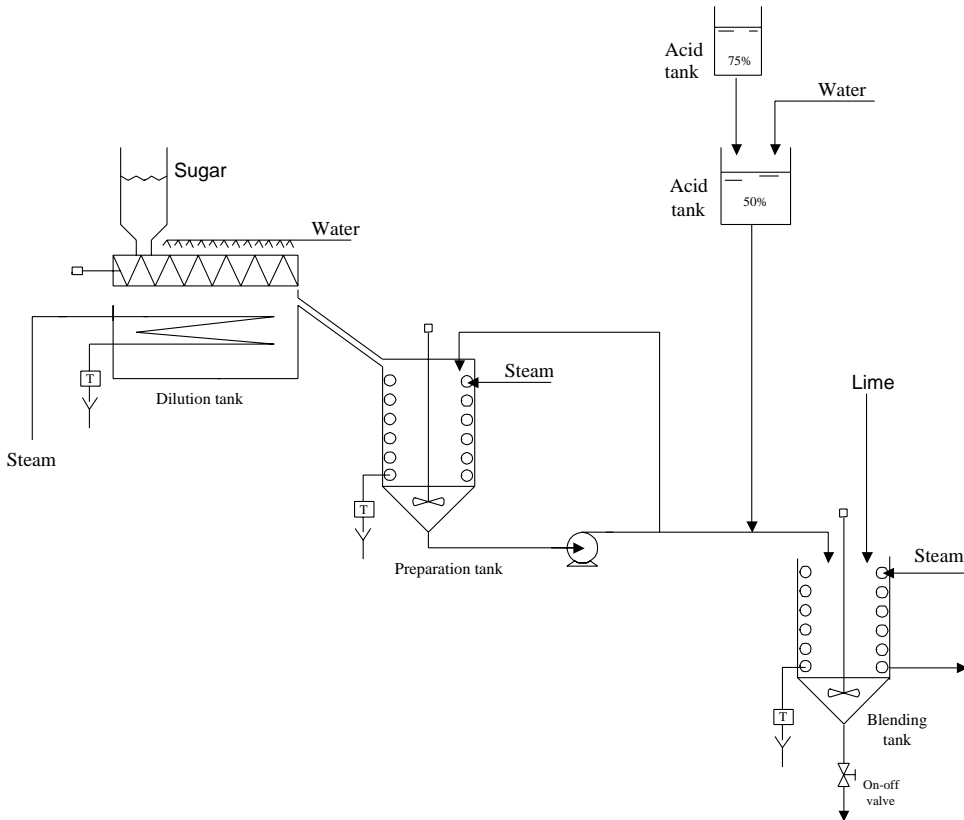 Acid
tank
75%
Water
Sugar
Acid
tank
50%
Water
T
Dilution tank
Steam
Steam
Lime
T
Preparation tank
Steam
T
Blending
tank
On-off
valve